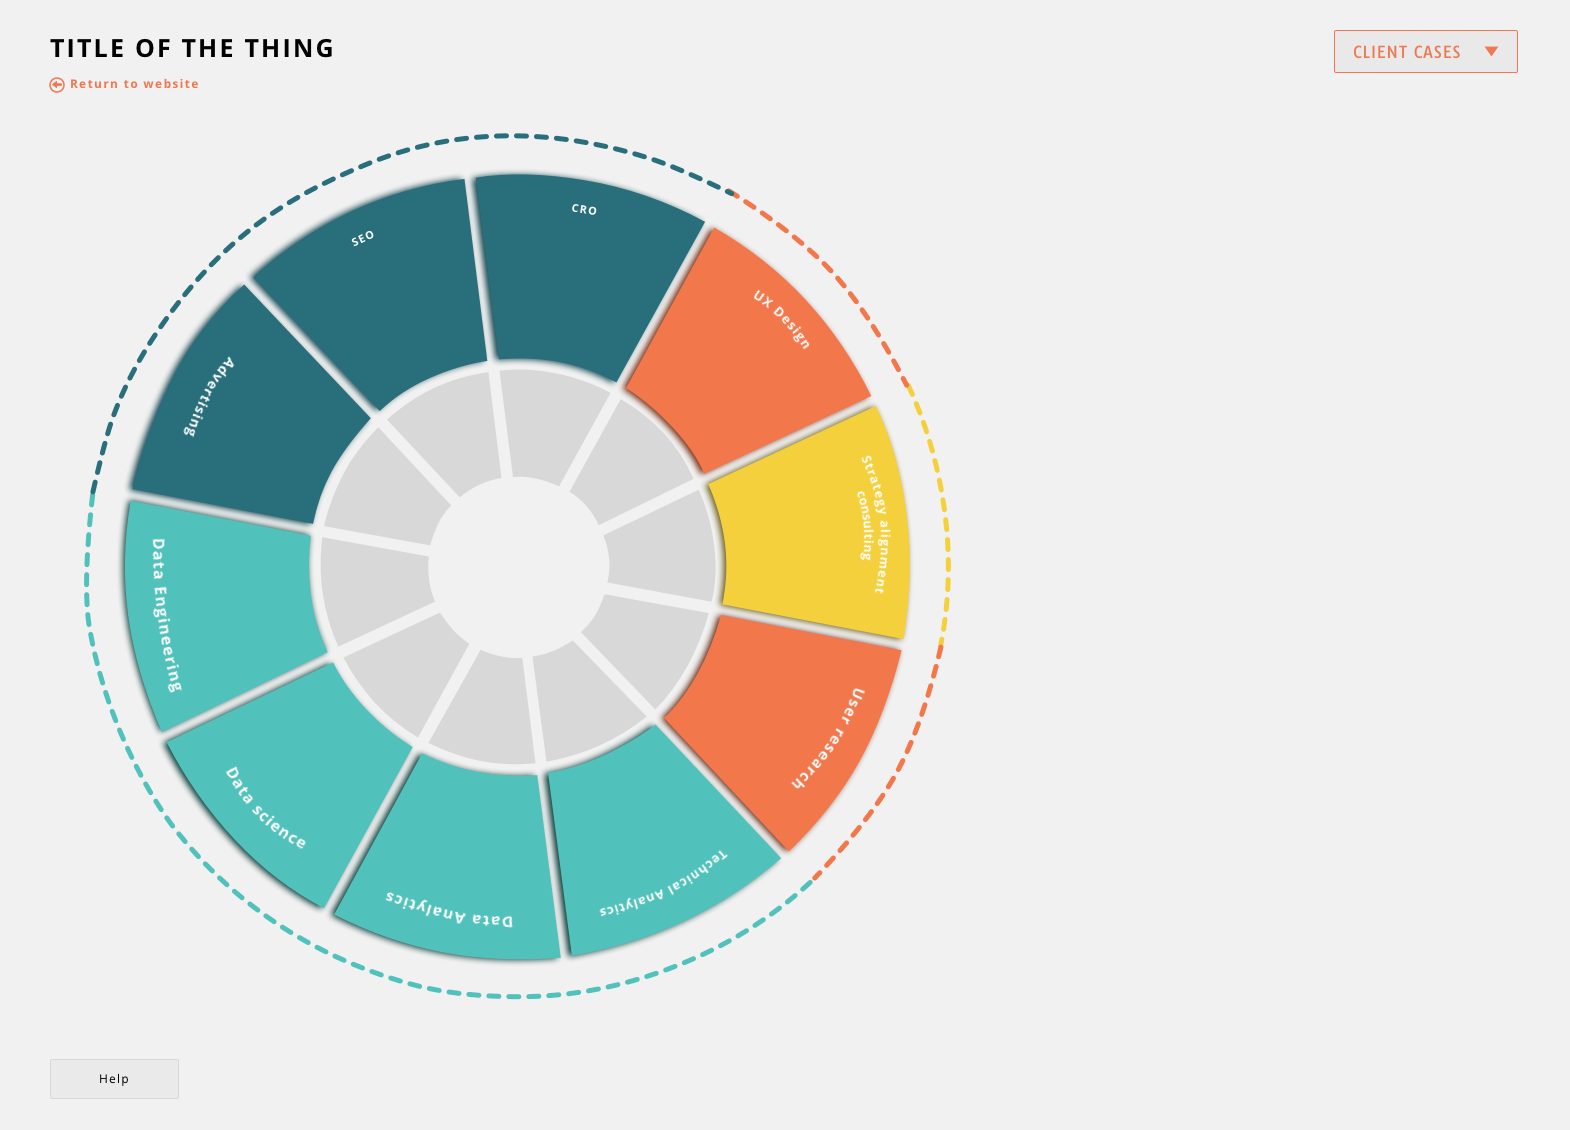 TITLE OF THE THING
Return to website
CLIENT CASES
CRO
UX Design
Strategy alignment
consulting
User research
Technical Analytics
Data Analytics
Data science
Data Engineering
Advertising
SEO
Help